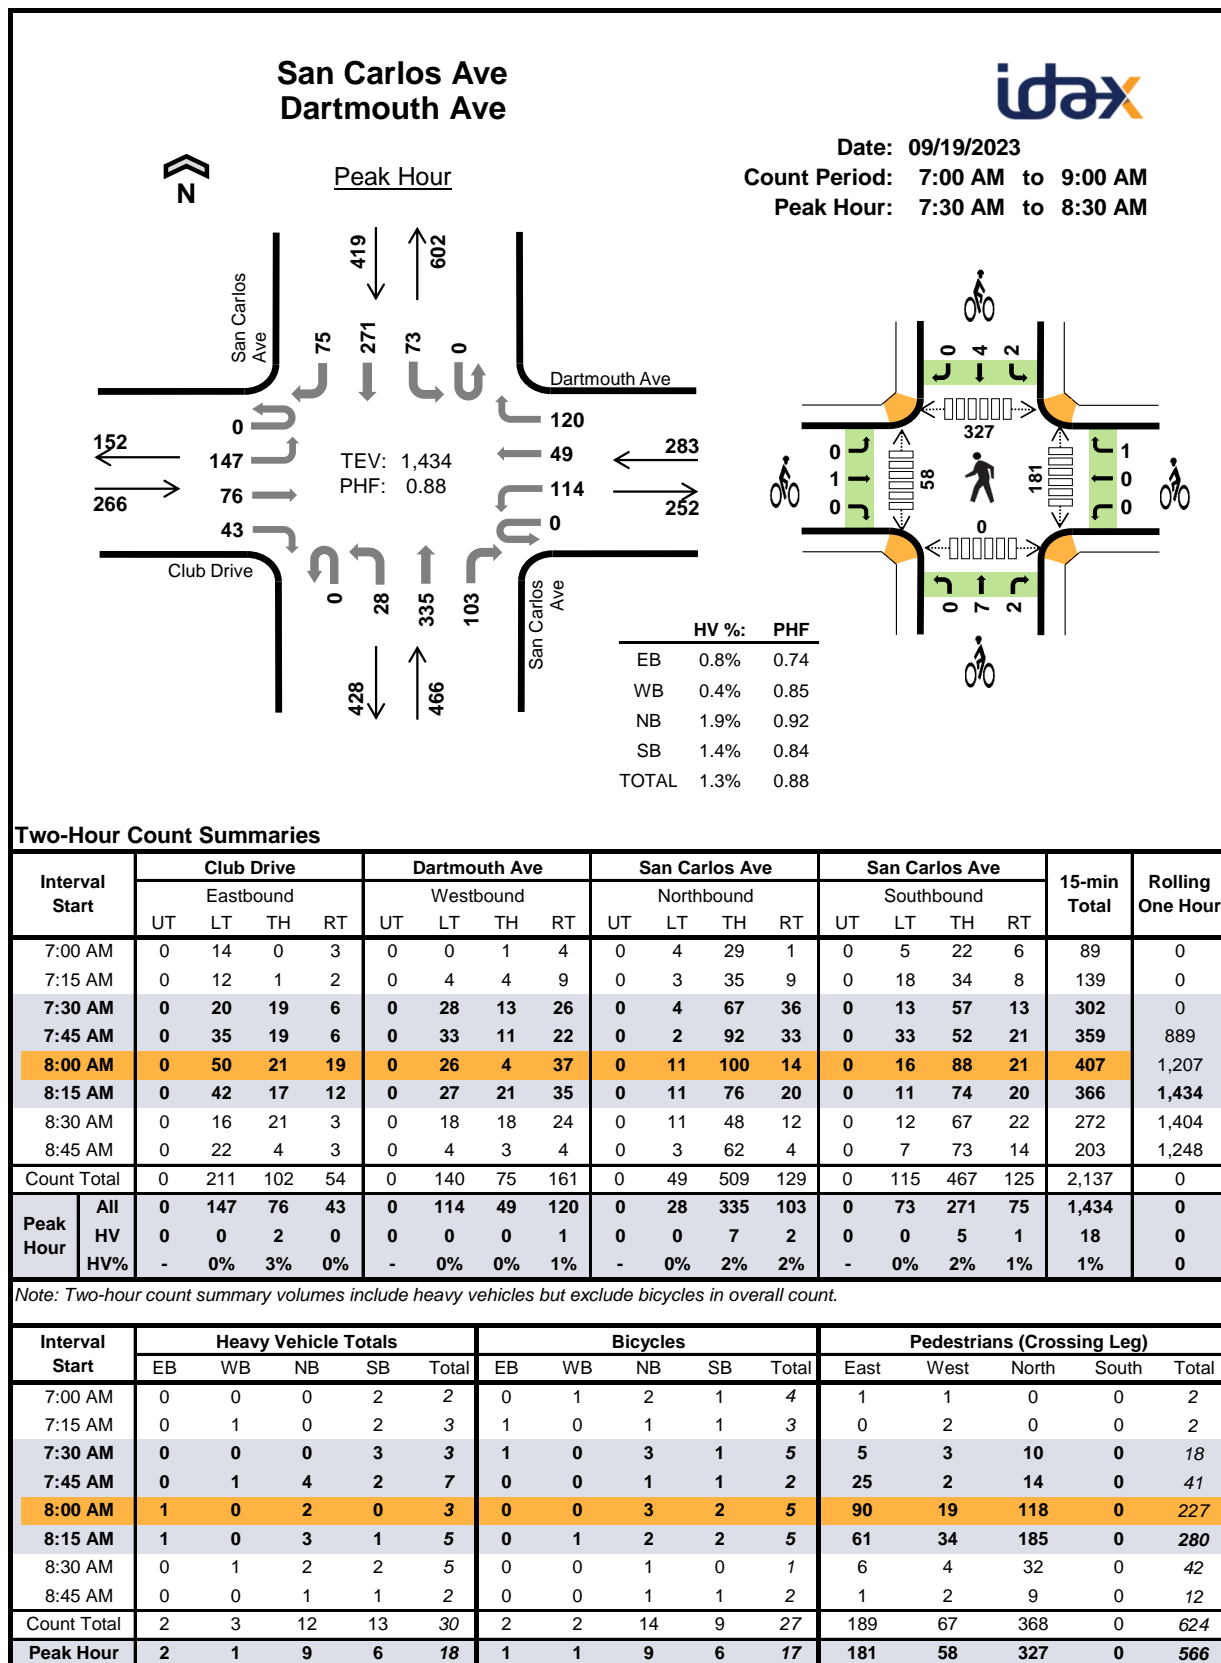 San Carlos Ave
Dartmouth Ave
idax
Date: 09/19/2023
Count Period: 7:00 AM to 9:00 AM
Peak Hour: 7:30 AM to 8:30 AM
N
Peak Hour
419
602
San Carlos
Ave
75
271
73
0
Dartmouth Ave
0
147
76
43
152
266
TEV: 1,434
PHF: 0.88
120
49
114
0
283
252
Club Drive
0
28
335
103
San Carlos
Ave
428
466
0 4 2
327
0
1
0
58
181
1
0
0
0
0 7 2
HV %: PHF
EB 0.8% 0.74
WB 0.4% 0.85
NB 1.9% 0.92
SB 1.4% 0.84
TOTAL 1.3% 0.88
Two-Hour Count Summaries
Interval Start Club Drive Dartmouth Ave San Carlos Ave San Carlos Ave 15-min Total Rolling One Hour
Eastbound Westbound Northbound Southbound
UT LT TH RT UT LT TH RT UT LT TH RT UT LT TH RT
7:00 AM 0 14 0 3 0 0 1 4 0 4 29 1 0 5 22 6 89 0
7:15 AM 0 12 1 2 0 4 4 9 0 3 35 9 0 18 34 8 139 0
7:30 AM 0 20 19 6 0 28 13 26 0 4 67 36 0 13 57 13 302 0
7:45 AM 0 35 19 6 0 33 11 22 0 2 92 33 0 33 52 21 359 889
8:00 AM 0 50 21 19 0 26 4 37 0 11 100 14 0 16 88 21 407 1,207
8:15 AM 0 42 17 12 0 27 21 35 0 11 76 20 0 11 74 20 366 1,434
8:30 AM 0 16 21 3 0 18 18 24 0 11 48 12 0 12 67 22 272 1,404
8:45 AM 0 22 4 3 0 4 3 4 0 3 62 4 0 7 73 14 203 1,248
Count Total 0 211 102 54 0 140 75 161 0 49 509 129 0 115 467 125 2,137 0
Peak Hour All 0 147 76 43 0 114 49 120 0 28 335 103 0 73 271 75 1,434 0
HV 0 0 2 0 0 0 0 1 0 0 7 2 0 0 5 1 18 0
HV% - 0% 3% 0% - 0% 0% 1% - 0% 2% 2% - 0% 2% 1% 1% 0
Note: Two-hour count summary volumes include heavy vehicles but exclude bicycles in overall count.
Interval Start Heavy Vehicle Totals Bicycles Pedestrians (Crossing Leg)
EB WB NB SB Total EB WB NB SB Total East West North South Total
7:00 AM 0 0 0 2 2 0 1 2 1 4 1 1 0 0 2
7:15 AM 0 1 0 2 3 1 0 1 1 3 0 2 0 0 2
7:30 AM 0 0 0 3 3 1 0 3 1 5 5 3 10 0 18
7:45 AM 0 1 4 2 7 0 0 1 1 2 25 2 14 0 41
8:00 AM 1 0 2 0 3 0 0 3 2 5 90 19 118 0 227
8:15 AM 1 0 3 1 5 0 1 2 2 5 61 34 185 0 280
8:30 AM 0 1 2 2 5 0 0 1 0 1 6 4 32 0 42
8:45 AM 0 0 1 1 2 0 0 1 1 2 1 2 9 0 12
Count Total 2 3 12 13 30 2 2 14 9 27 189 67 368 0 624
Peak Hour 2 1 9 6 18 1 1 9 6 17 181 58 327 0 566